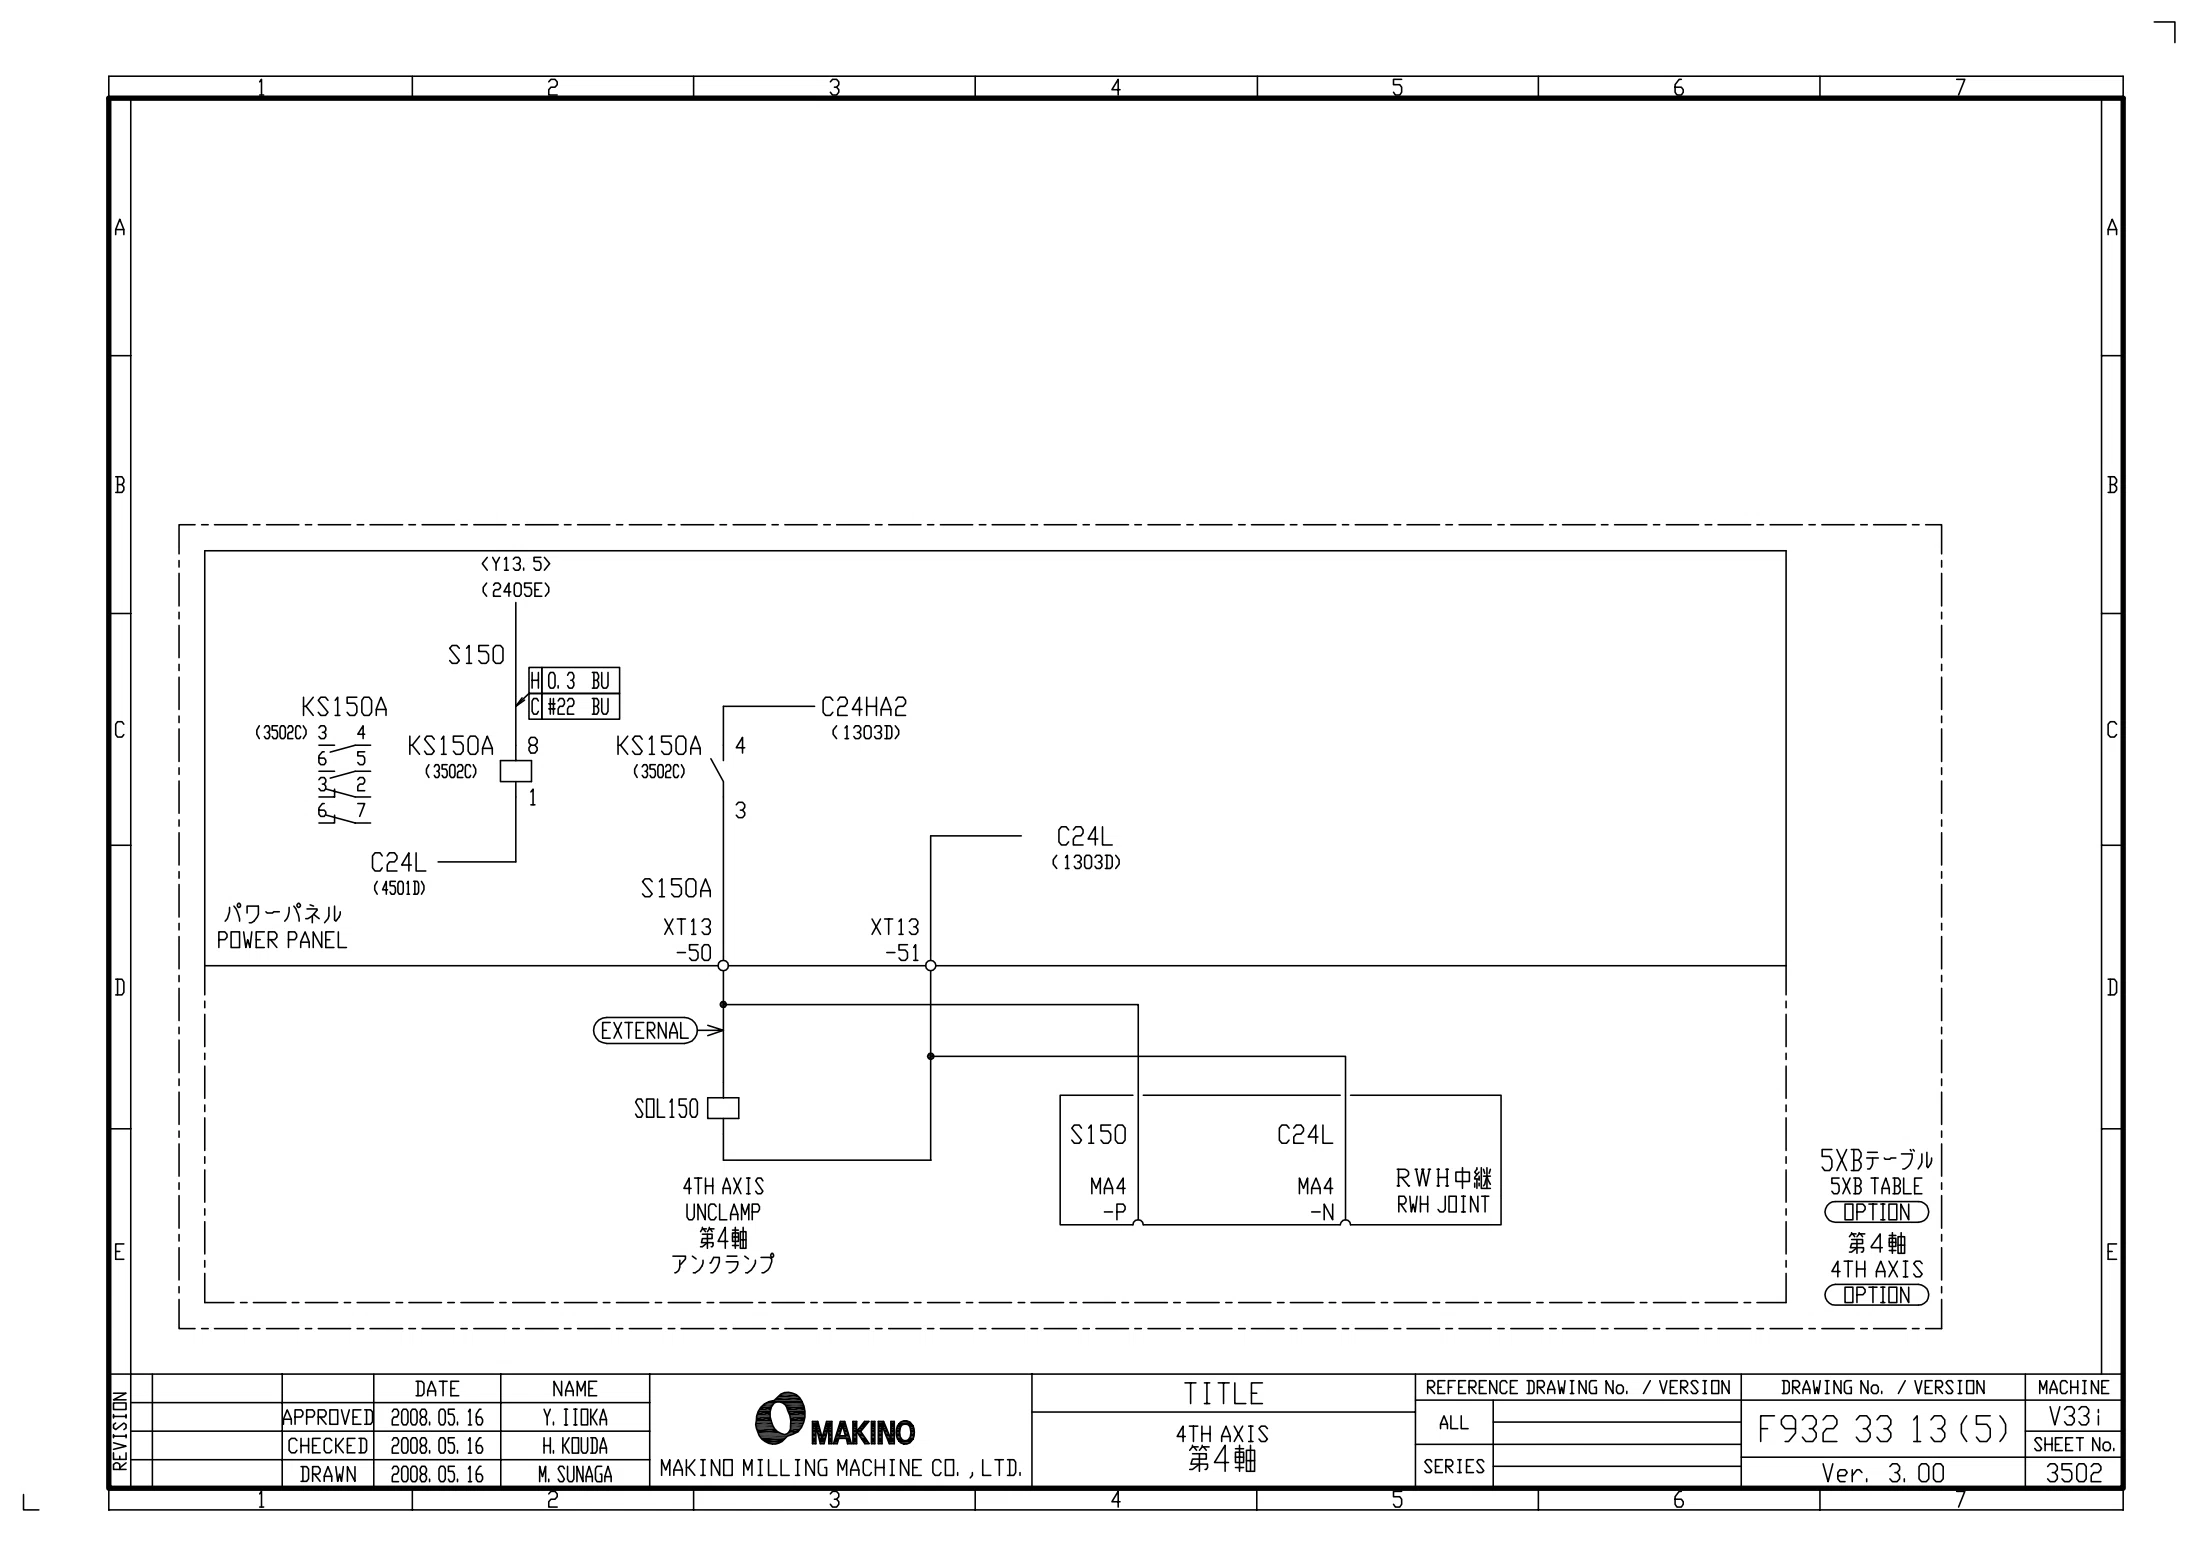 1 2 3 4 5 6 7
A A
B B
C C
D D
E E
<Y13.5>
(2405E)
S150
H 0.3 BU
C #22 BU
KS150A
(3502C)
3 4
6 5
3 2
6 7
KS150A
(3502C)
8
1
C24L
(4501D)
KS150A
(3502C)
4
3
C24HA2
(1303D)
C24L
(1303D)
S150A
XT13
-50
XT13
-51
パワーパネル
POWER PANEL
EXTERNAL
SOL150
4TH AXIS
UNCLAMP
第4軸
アンクランプ
S150
MA4
-P
C24L
MA4
-N
RWH中継
RWH JOINT
5XBテーブル
5XB TABLE
OPTION
第4軸
4TH AXIS
OPTION
REVISION
DATE NAME
APPROVED 2008.05.16 Y. IIOKA
CHECKED 2008.05.16 H. KOUDA
DRAWN 2008.05.16 M. SUNAGA
MAKINO
MAKINO MILLING MACHINE CO.,LTD.
TITLE
4TH AXIS
第4軸
REFERENCE DRAWING No. / VERSION
ALL
SERIES
DRAWING No. / VERSION
F932 33 13(5)
Ver. 3.00
MACHINE
V33i
SHEET No.
3502
1 2 3 4 5 6 7